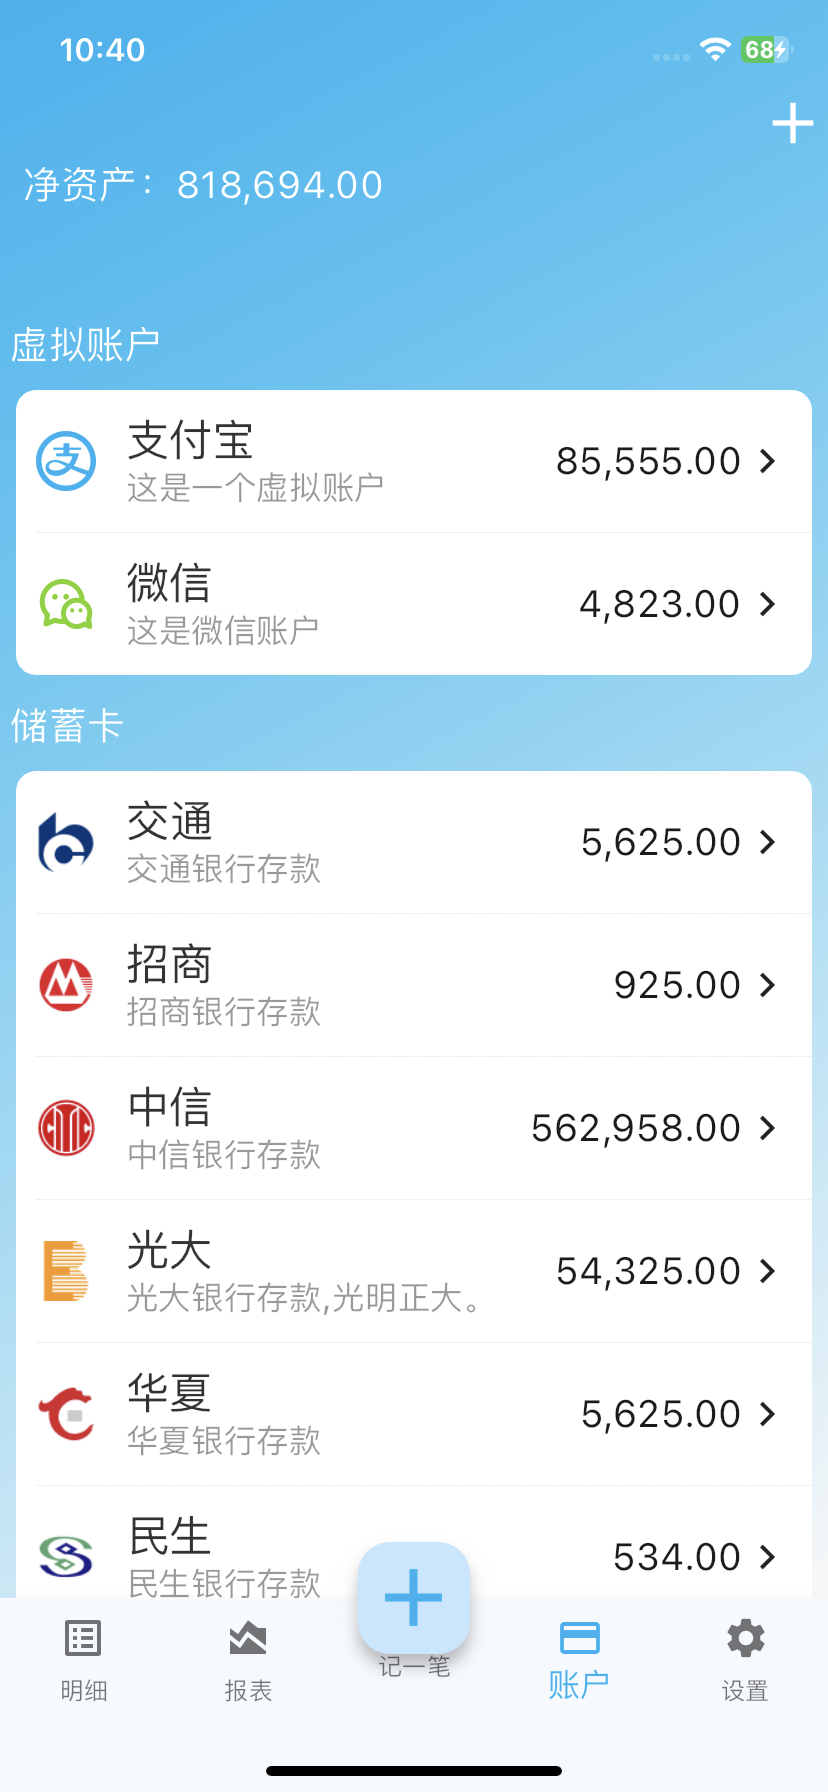 10:40
68
净资产：818,694.00
虚拟账户
支
支付宝
这是一个虚拟账户
85,555.00
微信
这是微信账户
4,823.00
储蓄卡
交通
交通银行存款
5,625.00
招商
招商银行存款
925.00
中信
中信银行存款
562,958.00
光大
光大银行存款,光明正大。
54,325.00
华夏
华夏银行存款
5,625.00
民生
民生银行存款
534.00
明细
报表
记一笔
账户
设置